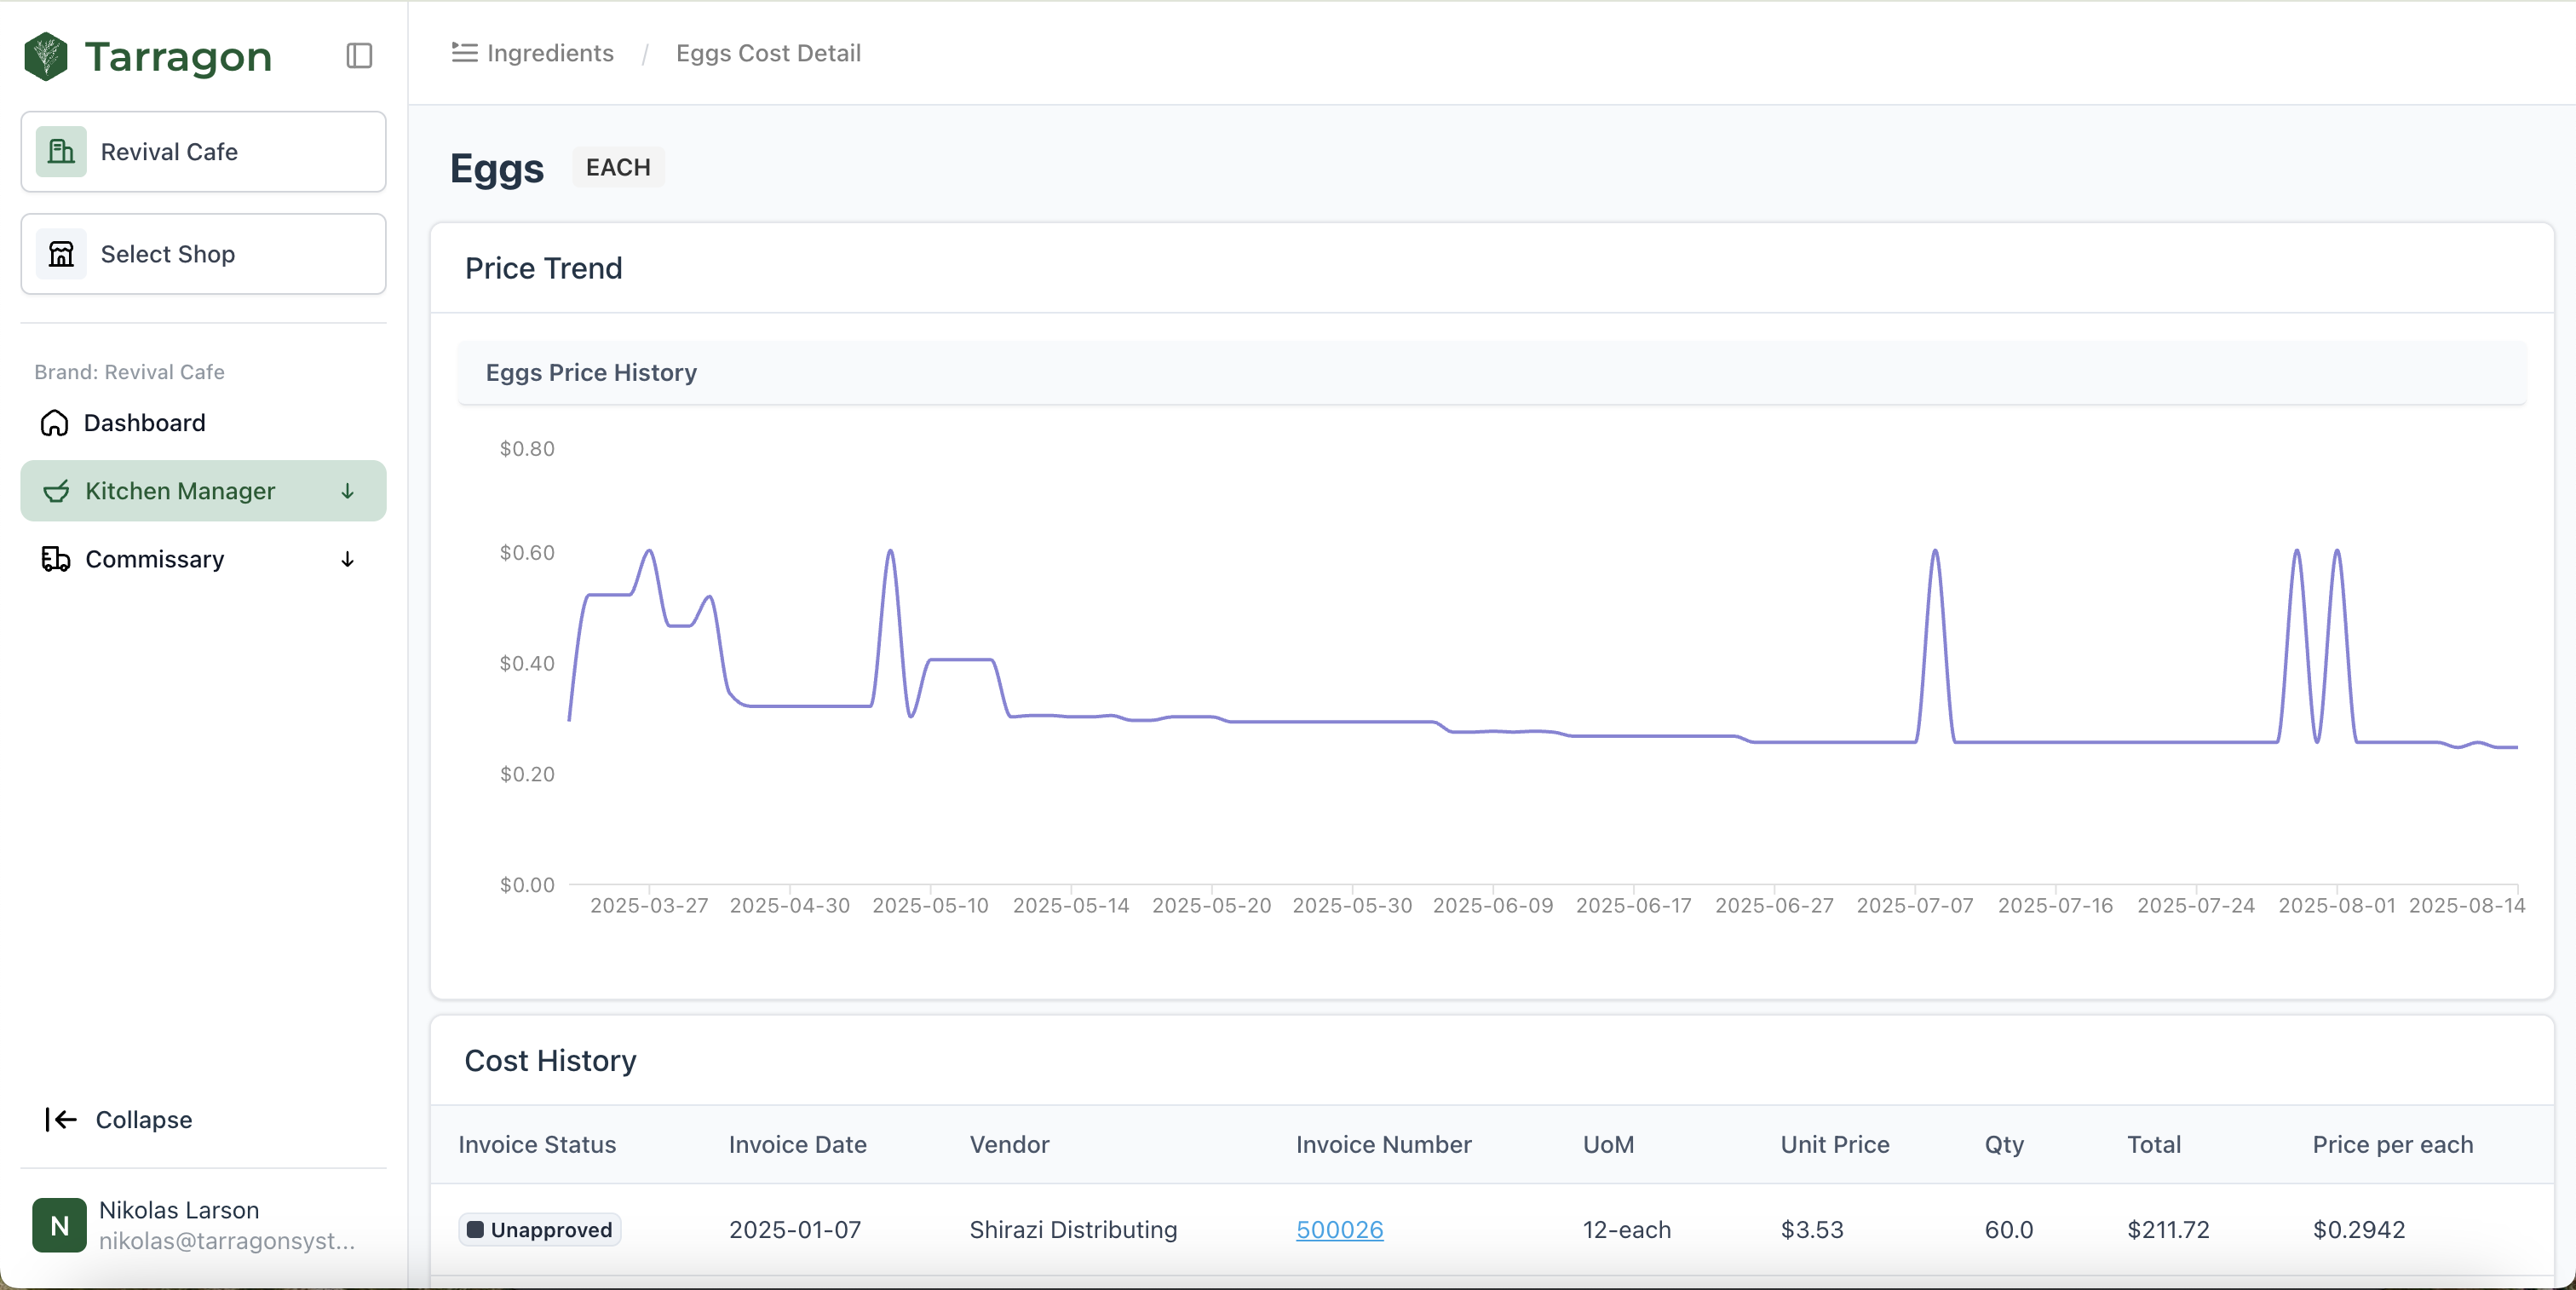 Tarragon
Revival Cafe
Select Shop
Brand: Revival Cafe
Dashboard
Kitchen Manager
Commissary
Collapse
N
Nikolas Larson
nikolas@tarragonsyst...
Ingredients / Eggs Cost Detail
Eggs EACH
Price Trend
Eggs Price History
$0.80
$0.60
$0.40
$0.20
$0.00
2025-03-27 2025-04-30 2025-05-10 2025-05-14 2025-05-20 2025-05-30 2025-06-09 2025-06-17 2025-06-27 2025-07-07 2025-07-16 2025-07-24 2025-08-01 2025-08-14
Cost History
Invoice Status Invoice Date Vendor Invoice Number UoM Unit Price Qty Total Price per each
Unapproved 2025-01-07 Shirazi Distributing 500026 12-each $3.53 60.0 $211.72 $0.2942